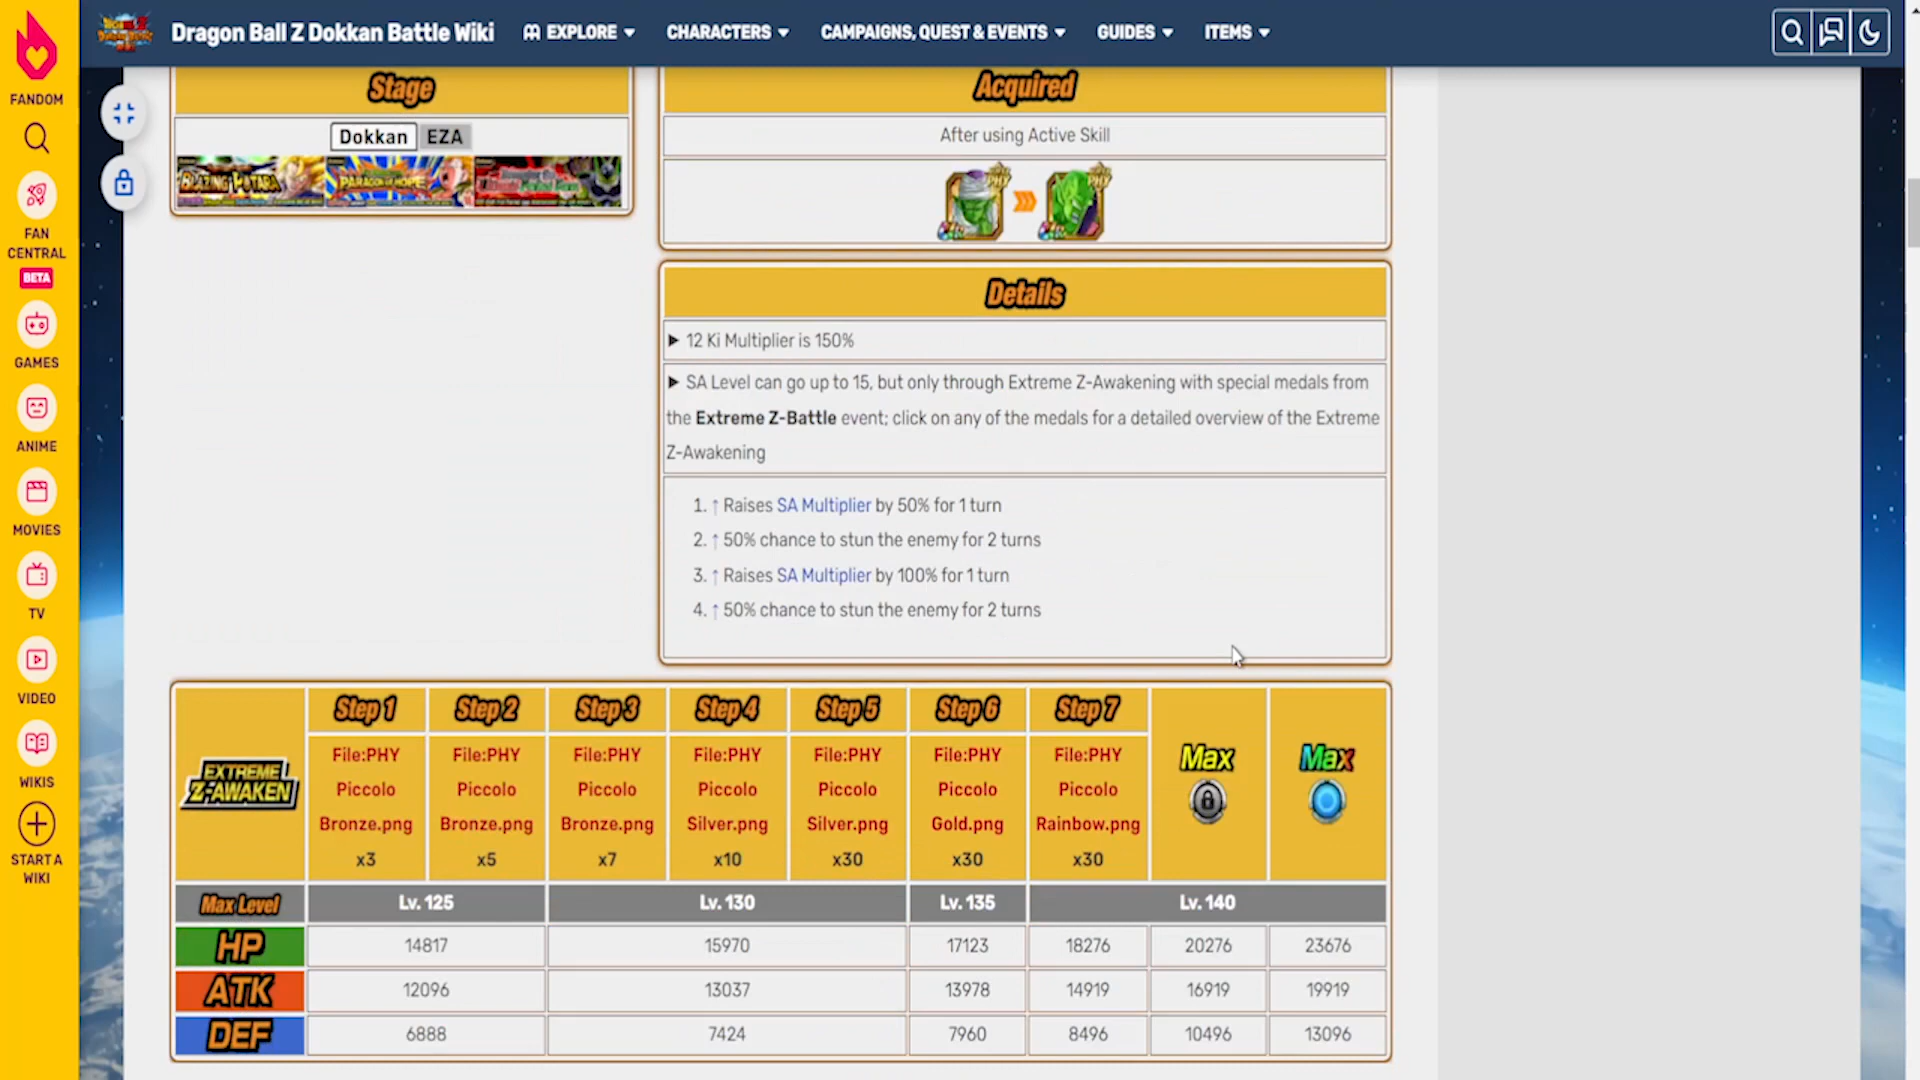 Dragon Ball Z Dokkan Battle Wiki
EXPLORE
CHARACTERS
CAMPAIGNS, QUEST & EVENTS
GUIDES
ITEMS
FANDOM
FAN
CENTRAL
BETA
GAMES
ANIME
MOVIES
TV
VIDEO
WIKIS
START A
WIKI
Stage
Dokkan EZA
BLAZING POTARA
PARAGON OF HOPE
Acquired
After using Active Skill
PHY
PHY
Details
► 12 Ki Multiplier is 150%
► SA Level can go up to 15, but only through Extreme Z-Awakening with special medals from
the Extreme Z-Battle event; click on any of the medals for a detailed overview of the Extreme
Z-Awakening
1. ↑ Raises SA Multiplier by 50% for 1 turn
2. ↑ 50% chance to stun the enemy for 2 turns
3. ↑ Raises SA Multiplier by 100% for 1 turn
4. ↑ 50% chance to stun the enemy for 2 turns
EXTREME
Z-AWAKEN
Step 1 Step 2 Step 3 Step 4 Step 5 Step 6 Step 7
File:PHY File:PHY File:PHY File:PHY File:PHY File:PHY File:PHY
Piccolo Piccolo Piccolo Piccolo Piccolo Piccolo Piccolo
Bronze.png Bronze.png Bronze.png Silver.png Silver.png Gold.png Rainbow.png
x3 x5 x7 x10 x30 x30 x30
Max Max
Max Level Lv. 125 Lv. 130 Lv. 135 Lv. 140
HP 14817 15970 17123 18276 20276 23676
ATK 12096 13037 13978 14919 16919 19919
DEF 6888 7424 7960 8496 10496 13096